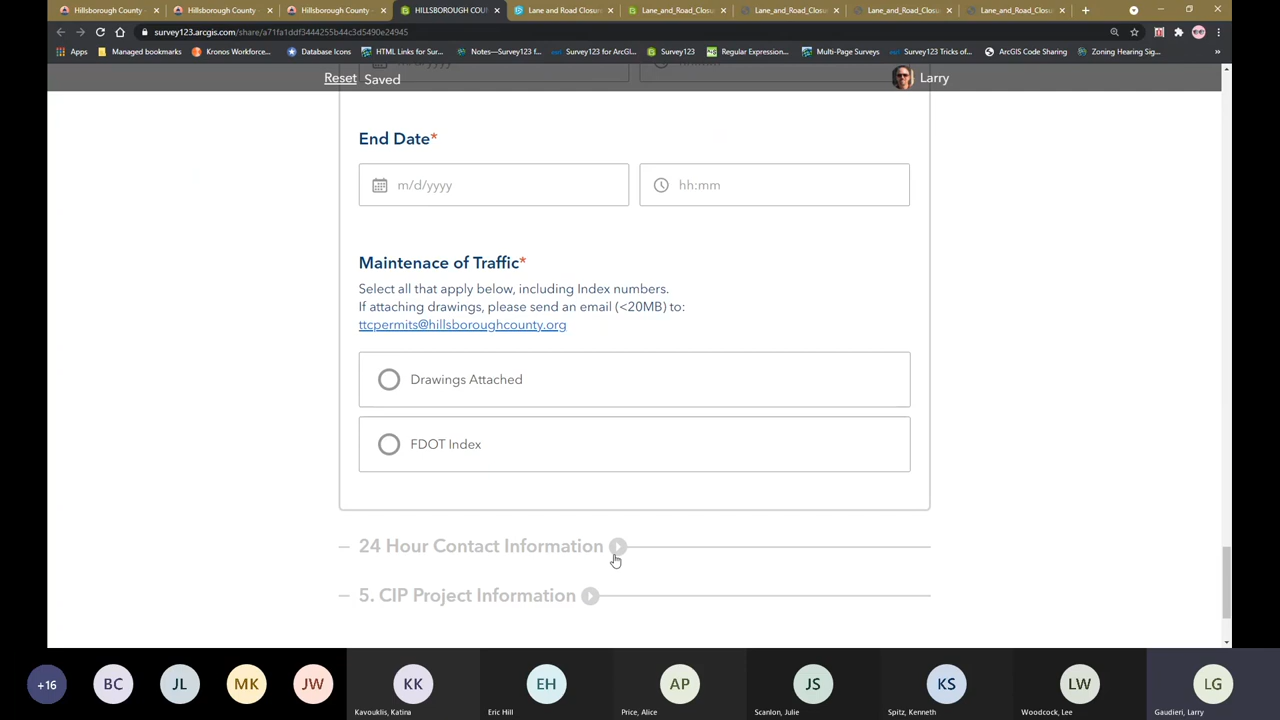 Hillsborough County -
Hillsborough County -
Hillsborough County -
HILLSBOROUGH COU
Lane and Road Closur
Lane_and_Road_Closur
Lane_and_Road_Closur
Lane_and_Road_Closur
Lane_and_Road_Closur
survey123.arcgis.com/share/a71fa1ddf3444255b44c3d5490e24945
Apps
Managed bookmarks
Kronos Workforce...
Database Icons
HTML Links for Sur...
Notes—Survey123 f...
Survey123 for ArcGI...
Survey123
Regular Expression...
Multi-Page Surveys
Survey123 Tricks of...
ArcGIS Code Sharing
Zoning Hearing Sig...
Reset Saved
Larry
End Date*
m/d/yyyy
hh:mm
Maintenace of Traffic*
Select all that apply below, including Index numbers.
If attaching drawings, please send an email (<20MB) to:
ttcpermits@hillsboroughcounty.org
Drawings Attached
FDOT Index
24 Hour Contact Information
5. CIP Project Information
+16
BC
JL
MK
JW
KK
EH
AP
JS
KS
LW
LG
Kavouklis, Katina
Eric Hill
Price, Alice
Scanlon, Julie
Spitz, Kenneth
Woodcock, Lee
Gaudieri, Larry